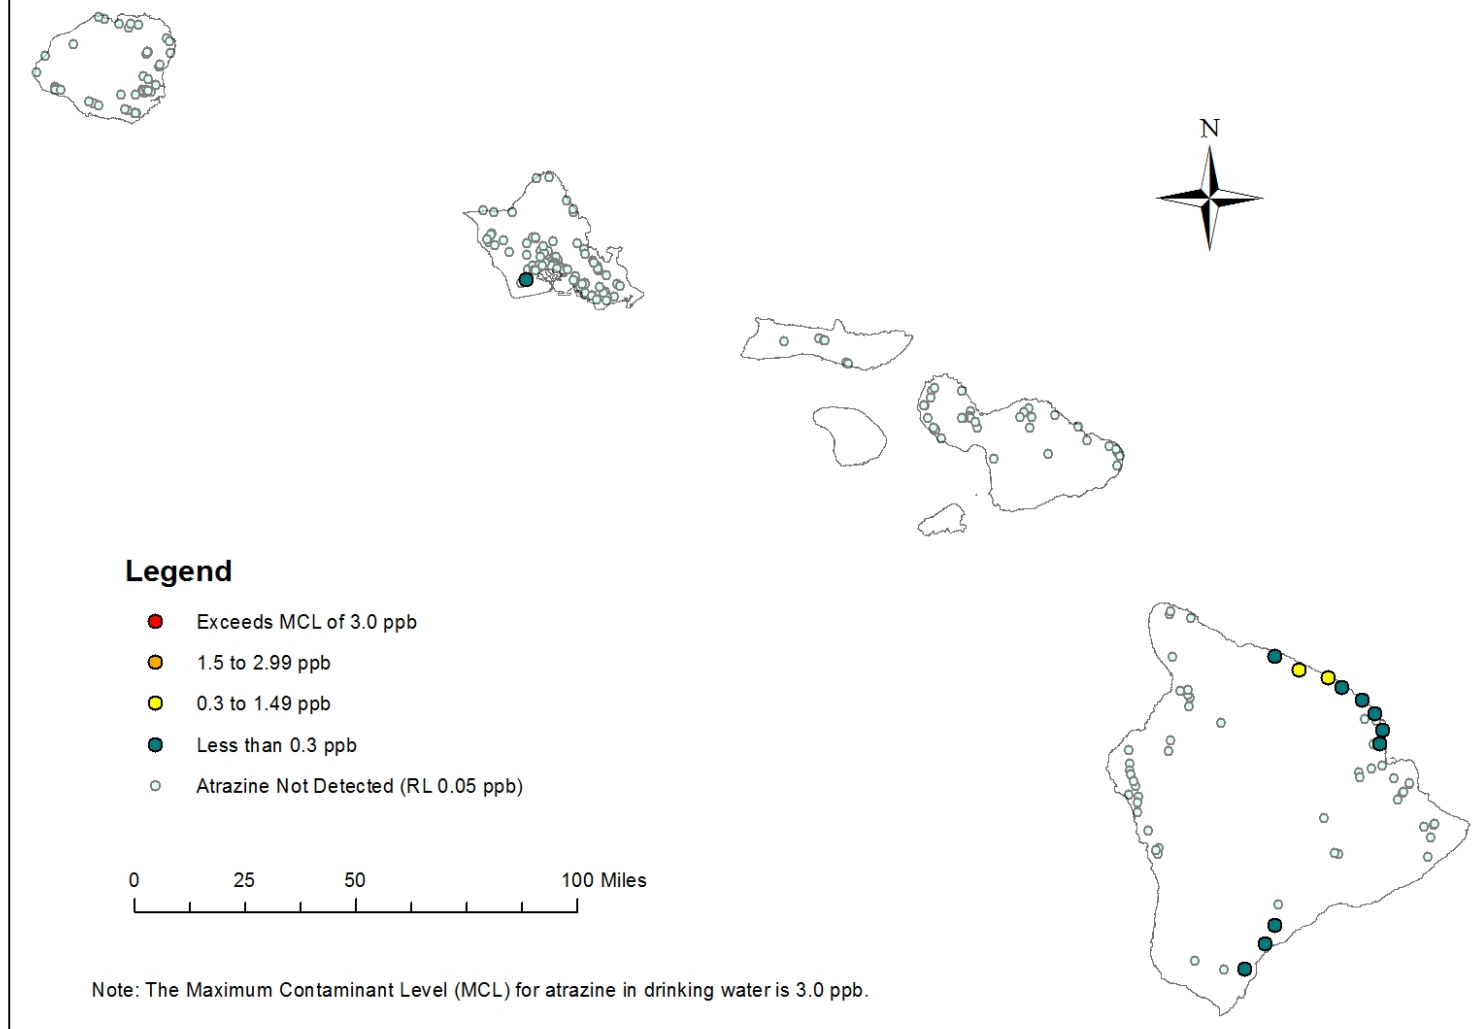 N
Legend
Exceeds MCL of 3.0 ppb
1.5 to 2.99 ppb
0.3 to 1.49 ppb
Less than 0.3 ppb
Atrazine Not Detected (RL 0.05 ppb)
0 25 50 100 Miles
Note: The Maximum Contaminant Level (MCL) for atrazine in drinking water is 3.0 ppb.